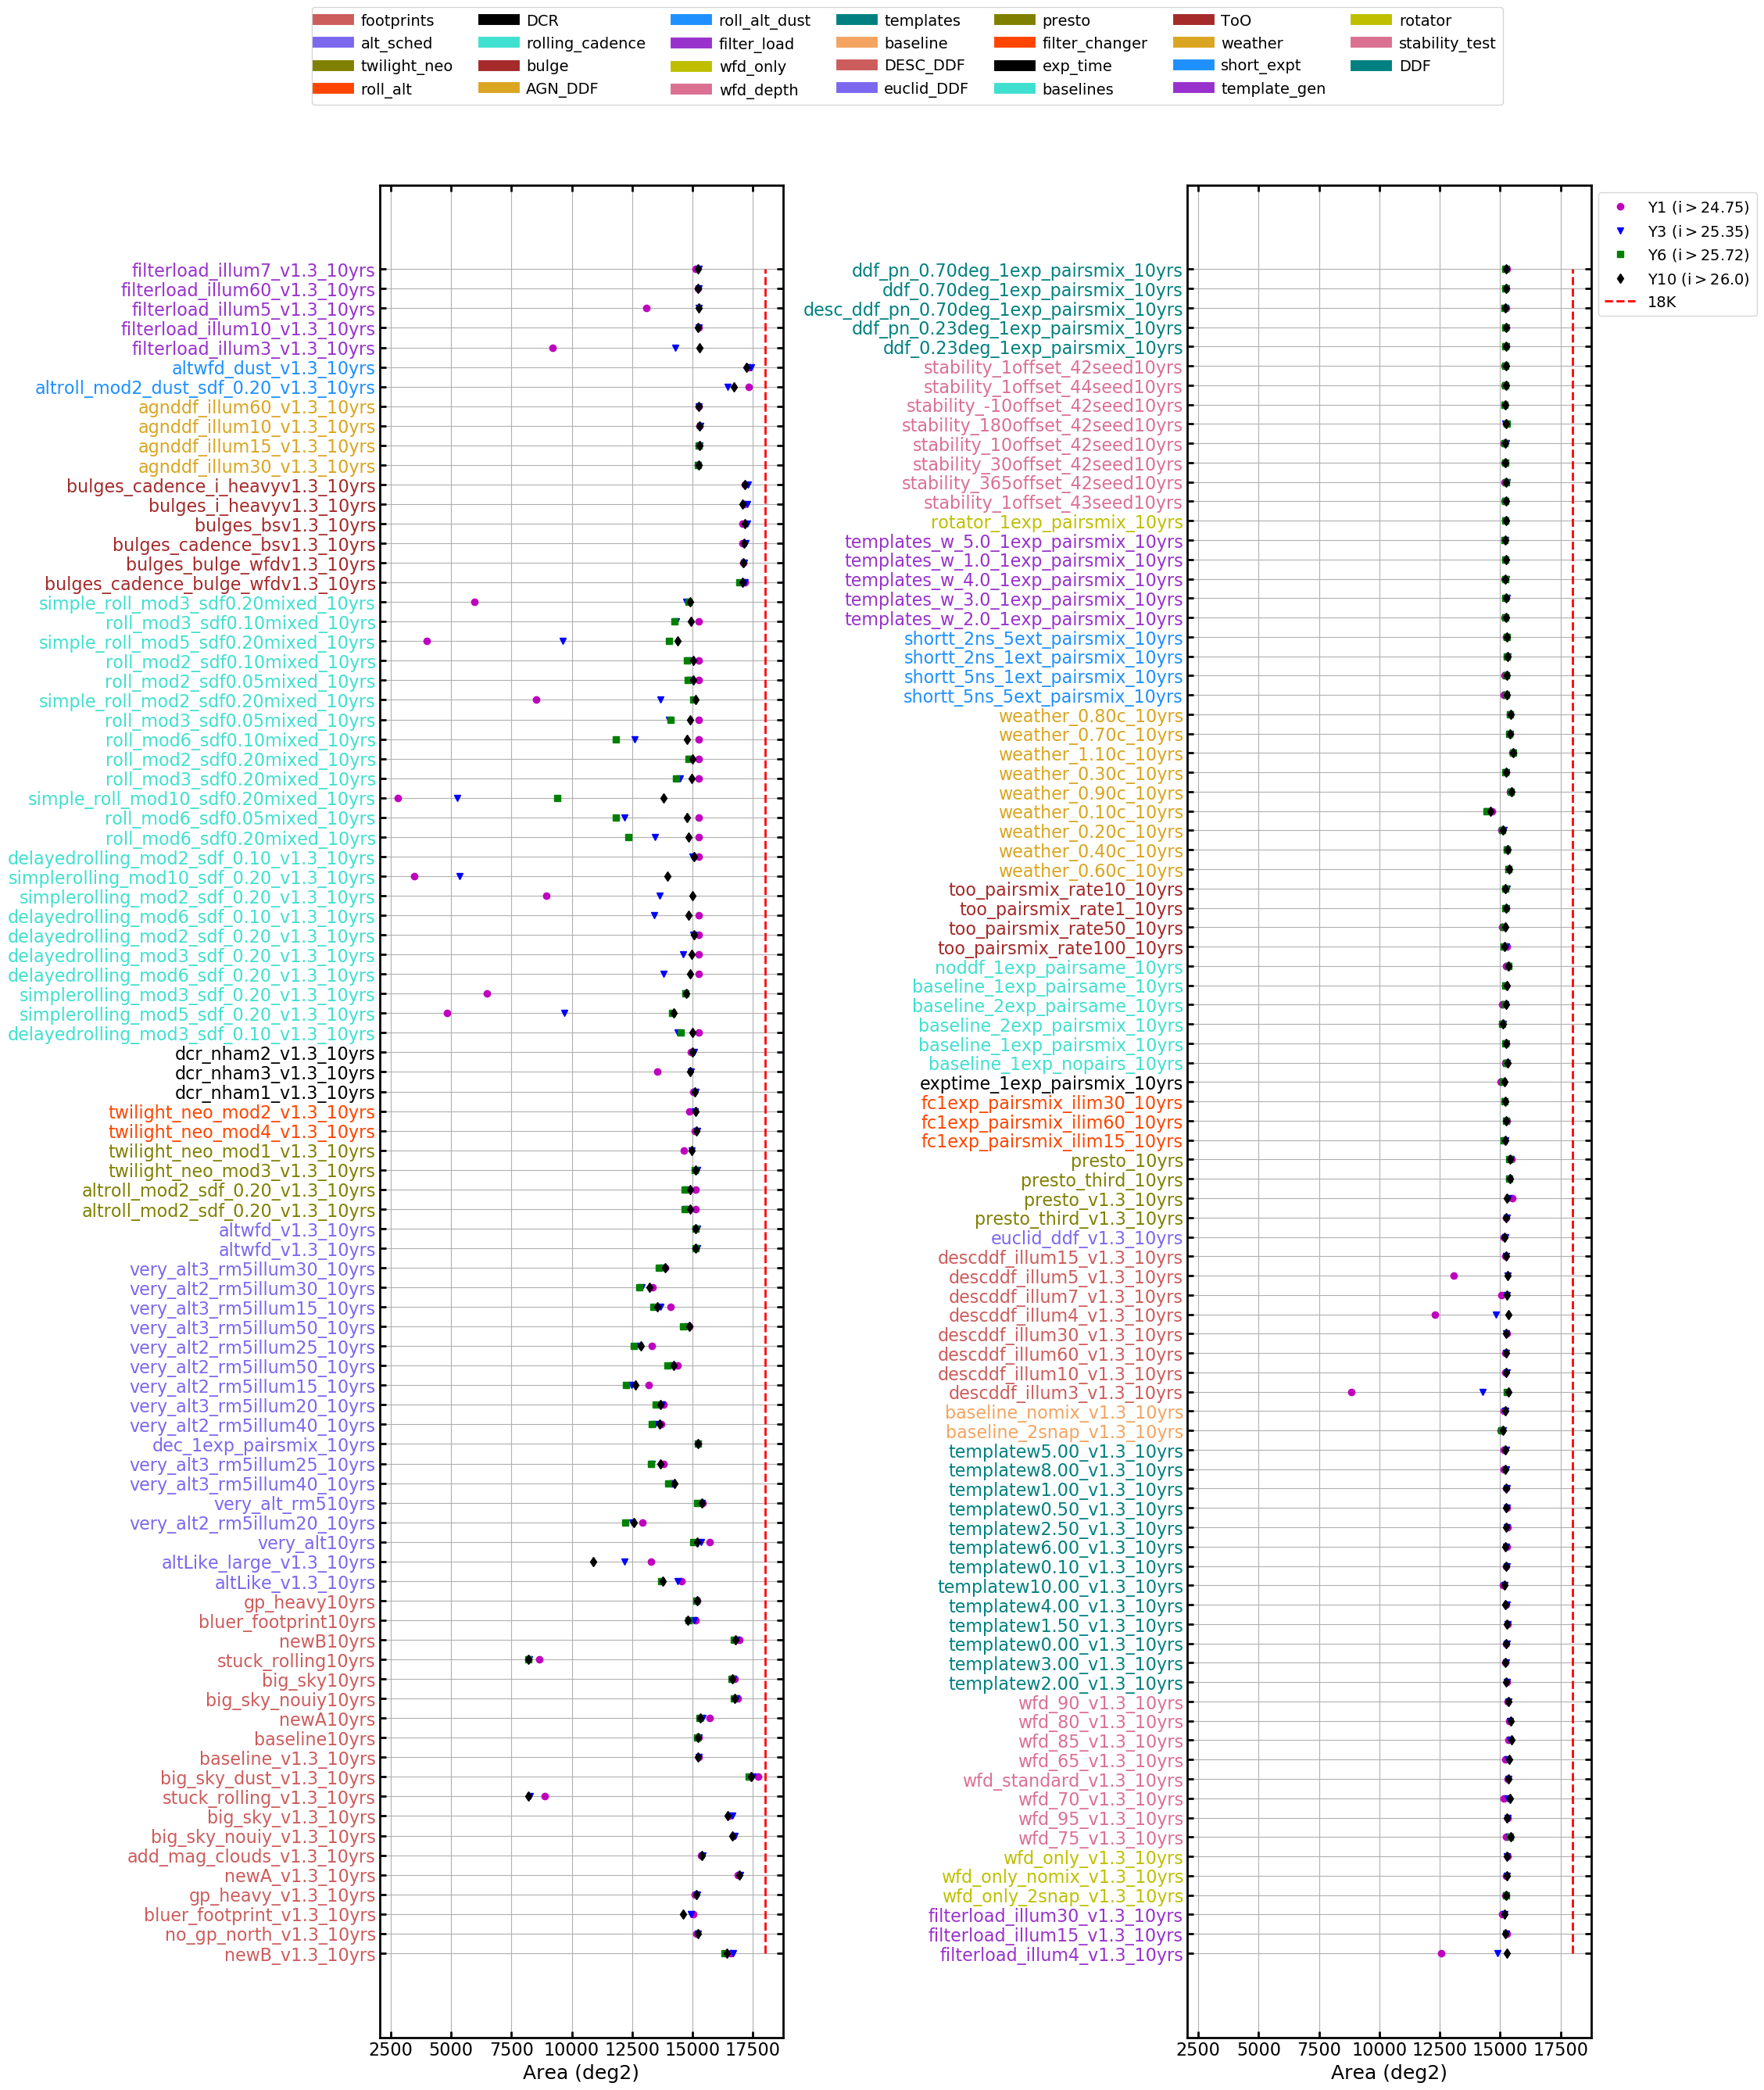 footprints DCR roll_alt_dust templates presto ToO rotator
alt_sched rolling_cadence filter_load baseline filter_changer weather stability_test
twilight_neo bulge wfd_only DESC_DDF exp_time short_expt DDF
roll_alt AGN_DDF wfd_depth euclid_DDF baselines template_gen
filterload_illum7_v1.3_10yrs
filterload_illum60_v1.3_10yrs
filterload_illum5_v1.3_10yrs
filterload_illum10_v1.3_10yrs
filterload_illum3_v1.3_10yrs
altwfd_dust_v1.3_10yrs
altroll_mod2_dust_sdf_0.20_v1.3_10yrs
agnddf_illum60_v1.3_10yrs
agnddf_illum10_v1.3_10yrs
agnddf_illum15_v1.3_10yrs
agnddf_illum30_v1.3_10yrs
bulges_cadence_i_heavyv1.3_10yrs
bulges_i_heavyv1.3_10yrs
bulges_bsv1.3_10yrs
bulges_cadence_bsv1.3_10yrs
bulges_bulge_wfdv1.3_10yrs
bulges_cadence_bulge_wfdv1.3_10yrs
simple_roll_mod3_sdf0.20mixed_10yrs
roll_mod3_sdf0.10mixed_10yrs
simple_roll_mod5_sdf0.20mixed_10yrs
roll_mod2_sdf0.10mixed_10yrs
roll_mod2_sdf0.05mixed_10yrs
simple_roll_mod2_sdf0.20mixed_10yrs
roll_mod3_sdf0.05mixed_10yrs
roll_mod6_sdf0.10mixed_10yrs
roll_mod2_sdf0.20mixed_10yrs
roll_mod3_sdf0.20mixed_10yrs
simple_roll_mod10_sdf0.20mixed_10yrs
roll_mod6_sdf0.05mixed_10yrs
roll_mod6_sdf0.20mixed_10yrs
delayedrolling_mod2_sdf_0.10_v1.3_10yrs
simplerolling_mod10_sdf_0.20_v1.3_10yrs
simplerolling_mod2_sdf_0.20_v1.3_10yrs
delayedrolling_mod6_sdf_0.10_v1.3_10yrs
delayedrolling_mod2_sdf_0.20_v1.3_10yrs
delayedrolling_mod3_sdf_0.20_v1.3_10yrs
delayedrolling_mod6_sdf_0.20_v1.3_10yrs
simplerolling_mod3_sdf_0.20_v1.3_10yrs
simplerolling_mod5_sdf_0.20_v1.3_10yrs
delayedrolling_mod3_sdf_0.10_v1.3_10yrs
dcr_nham2_v1.3_10yrs
dcr_nham3_v1.3_10yrs
dcr_nham1_v1.3_10yrs
twilight_neo_mod2_v1.3_10yrs
twilight_neo_mod4_v1.3_10yrs
twilight_neo_mod1_v1.3_10yrs
twilight_neo_mod3_v1.3_10yrs
altroll_mod2_sdf_0.20_v1.3_10yrs
altroll_mod2_sdf_0.20_v1.3_10yrs
altwfd_v1.3_10yrs
altwfd_v1.3_10yrs
very_alt3_rm5illum30_10yrs
very_alt2_rm5illum30_10yrs
very_alt3_rm5illum15_10yrs
very_alt3_rm5illum50_10yrs
very_alt2_rm5illum25_10yrs
very_alt2_rm5illum50_10yrs
very_alt2_rm5illum15_10yrs
very_alt3_rm5illum20_10yrs
very_alt2_rm5illum40_10yrs
dec_1exp_pairsmix_10yrs
very_alt3_rm5illum25_10yrs
very_alt3_rm5illum40_10yrs
very_alt_rm510yrs
very_alt2_rm5illum20_10yrs
very_alt10yrs
altLike_large_v1.3_10yrs
altLike_v1.3_10yrs
gp_heavy10yrs
bluer_footprint10yrs
newB10yrs
stuck_rolling10yrs
big_sky10yrs
big_sky_nouiy10yrs
newA10yrs
baseline10yrs
baseline_v1.3_10yrs
big_sky_dust_v1.3_10yrs
stuck_rolling_v1.3_10yrs
big_sky_v1.3_10yrs
big_sky_nouiy_v1.3_10yrs
add_mag_clouds_v1.3_10yrs
newA_v1.3_10yrs
gp_heavy_v1.3_10yrs
bluer_footprint_v1.3_10yrs
no_gp_north_v1.3_10yrs
newB_v1.3_10yrs
2500 5000 7500 10000 12500 15000 17500
Area (deg2)
ddf_pn_0.70deg_1exp_pairsmix_10yrs
ddf_0.70deg_1exp_pairsmix_10yrs
desc_ddf_pn_0.70deg_1exp_pairsmix_10yrs
ddf_pn_0.23deg_1exp_pairsmix_10yrs
ddf_0.23deg_1exp_pairsmix_10yrs
stability_1offset_42seed10yrs
stability_1offset_44seed10yrs
stability_-10offset_42seed10yrs
stability_180offset_42seed10yrs
stability_10offset_42seed10yrs
stability_30offset_42seed10yrs
stability_365offset_42seed10yrs
stability_1offset_43seed10yrs
rotator_1exp_pairsmix_10yrs
templates_w_5.0_1exp_pairsmix_10yrs
templates_w_1.0_1exp_pairsmix_10yrs
templates_w_4.0_1exp_pairsmix_10yrs
templates_w_3.0_1exp_pairsmix_10yrs
templates_w_2.0_1exp_pairsmix_10yrs
shortt_2ns_5ext_pairsmix_10yrs
shortt_2ns_1ext_pairsmix_10yrs
shortt_5ns_1ext_pairsmix_10yrs
shortt_5ns_5ext_pairsmix_10yrs
weather_0.80c_10yrs
weather_0.70c_10yrs
weather_1.10c_10yrs
weather_0.30c_10yrs
weather_0.90c_10yrs
weather_0.10c_10yrs
weather_0.20c_10yrs
weather_0.40c_10yrs
weather_0.60c_10yrs
too_pairsmix_rate10_10yrs
too_pairsmix_rate1_10yrs
too_pairsmix_rate50_10yrs
too_pairsmix_rate100_10yrs
noddf_1exp_pairsame_10yrs
baseline_1exp_pairsame_10yrs
baseline_2exp_pairsame_10yrs
baseline_2exp_pairsmix_10yrs
baseline_1exp_pairsmix_10yrs
baseline_1exp_nopairs_10yrs
exptime_1exp_pairsmix_10yrs
fc1exp_pairsmix_ilim30_10yrs
fc1exp_pairsmix_ilim60_10yrs
fc1exp_pairsmix_ilim15_10yrs
presto_10yrs
presto_third_10yrs
presto_v1.3_10yrs
presto_third_v1.3_10yrs
euclid_ddf_v1.3_10yrs
descddf_illum15_v1.3_10yrs
descddf_illum5_v1.3_10yrs
descddf_illum7_v1.3_10yrs
descddf_illum4_v1.3_10yrs
descddf_illum30_v1.3_10yrs
descddf_illum60_v1.3_10yrs
descddf_illum10_v1.3_10yrs
descddf_illum3_v1.3_10yrs
baseline_nomix_v1.3_10yrs
baseline_2snap_v1.3_10yrs
templatew5.00_v1.3_10yrs
templatew8.00_v1.3_10yrs
templatew1.00_v1.3_10yrs
templatew0.50_v1.3_10yrs
templatew2.50_v1.3_10yrs
templatew6.00_v1.3_10yrs
templatew0.10_v1.3_10yrs
templatew10.00_v1.3_10yrs
templatew4.00_v1.3_10yrs
templatew1.50_v1.3_10yrs
templatew0.00_v1.3_10yrs
templatew3.00_v1.3_10yrs
templatew2.00_v1.3_10yrs
wfd_90_v1.3_10yrs
wfd_80_v1.3_10yrs
wfd_85_v1.3_10yrs
wfd_65_v1.3_10yrs
wfd_standard_v1.3_10yrs
wfd_70_v1.3_10yrs
wfd_95_v1.3_10yrs
wfd_75_v1.3_10yrs
wfd_only_v1.3_10yrs
wfd_only_nomix_v1.3_10yrs
wfd_only_2snap_v1.3_10yrs
filterload_illum30_v1.3_10yrs
filterload_illum15_v1.3_10yrs
filterload_illum4_v1.3_10yrs
2500 5000 7500 10000 12500 15000 17500
Area (deg2)
Y1 (i > 24.75)
Y3 (i > 25.35)
Y6 (i > 25.72)
Y10 (i > 26.0)
18K